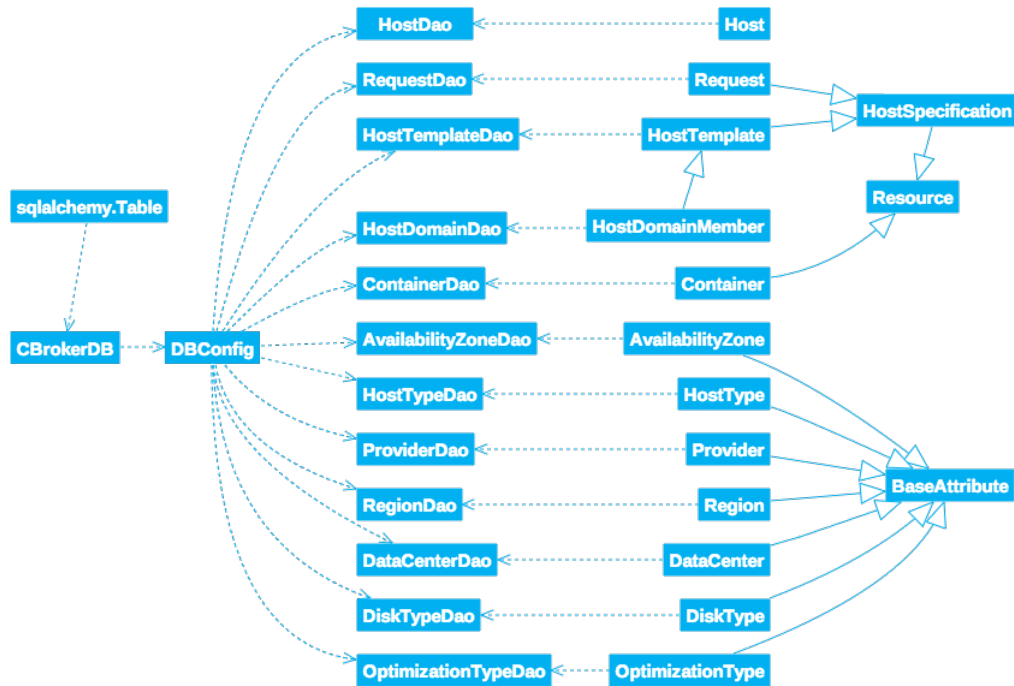 HostDao
Host
RequestDao
Request
HostSpecification
HostTemplateDao
HostTemplate
sqlalchemy.Table
Resource
HostDomainDao
HostDomainMember
ContainerDao
Container
CBrokerDB
DBConfig
AvailabilityZoneDao
AvailabilityZone
HostTypeDao
HostType
ProviderDao
Provider
BaseAttribute
RegionDao
Region
DataCenterDao
DataCenter
DiskTypeDao
DiskType
OptimizationTypeDao
OptimizationType